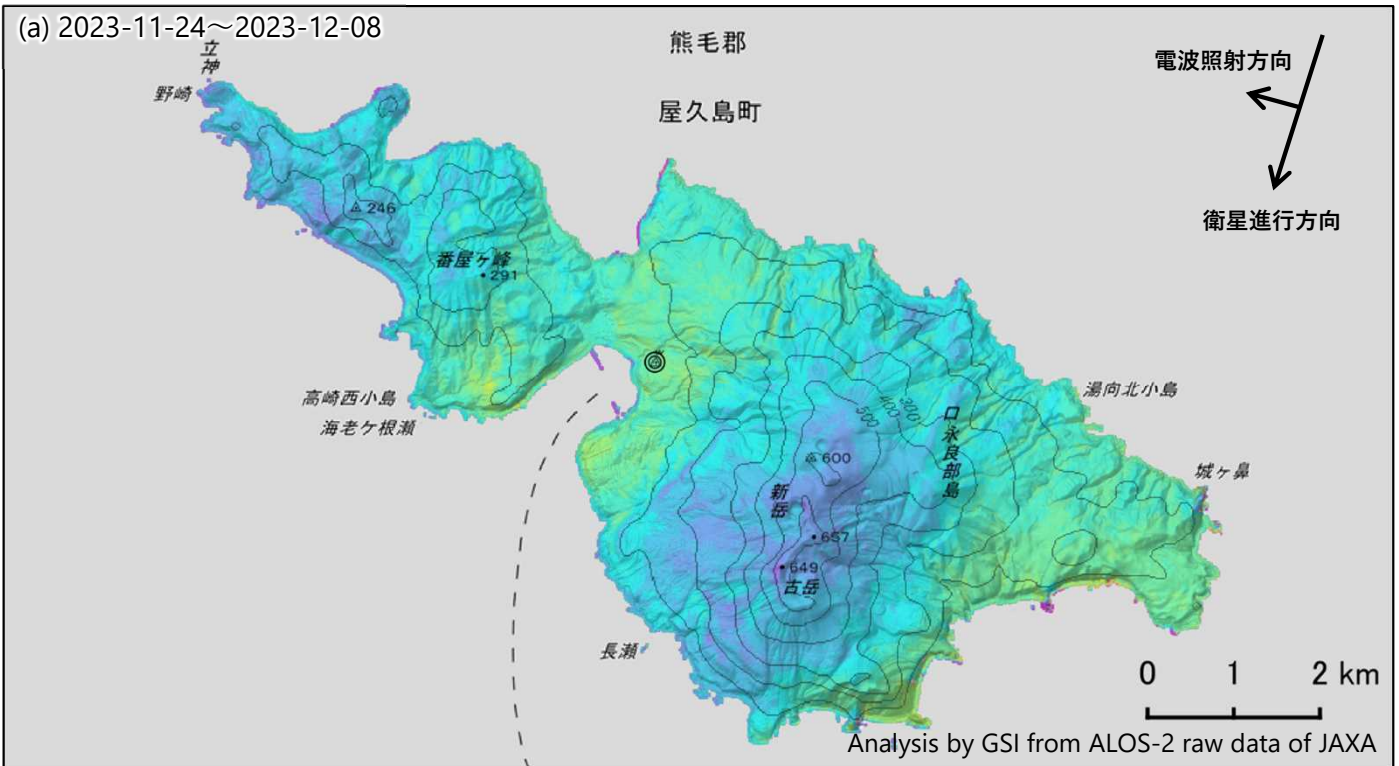 (a) 2023-11-24～2023-12-08
熊毛郡
屋久島町
電波照射方向
衛星進行方向
立神
野崎
246
番屋ヶ峰
291
高崎西小島
海老ケ根瀬
湯向北小島
城ヶ鼻
300
400
500
口永良部島
600
新岳
657
649
古岳
長瀬
0 1 2 km
Analysis by GSI from ALOS-2 raw data of JAXA